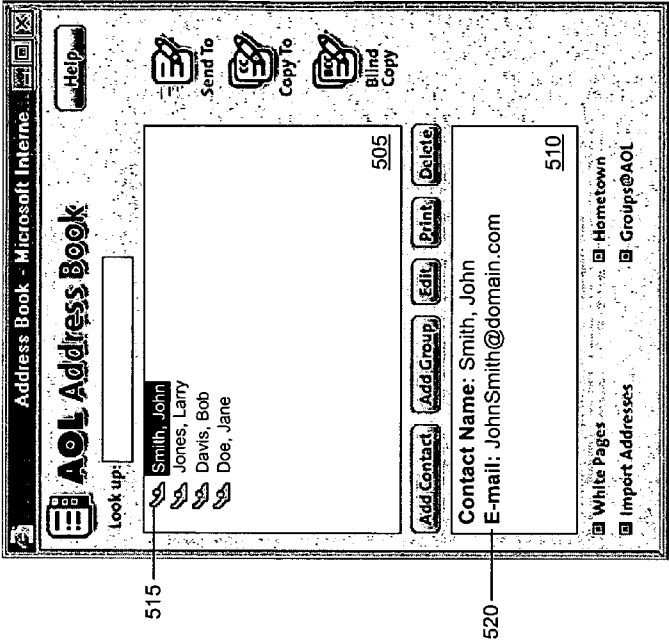 Address Book - Microsoft Interne...
AOL Address Book
Help
Look up:
Smith, John
Jones, Larry
Davis, Bob
Doe, Jane
505
515
Send To
CC
Copy To
BCC
Blind
Copy
Add Contact
Add Group
Edit
Print
Delete
Contact Name: Smith, John
E-mail: JohnSmith@domain.com
510
520
White Pages
Hometown
Import Addresses
Groups@AOL